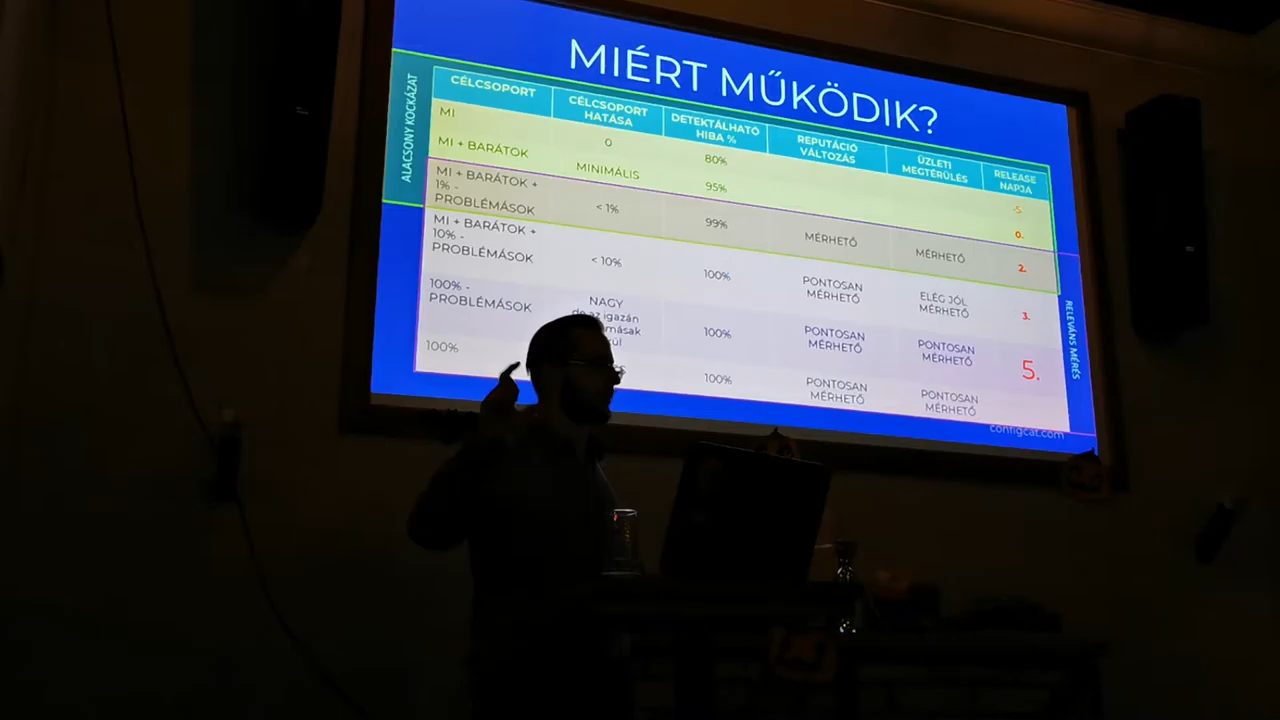 MIÉRT MŰKÖDIK?
ALACSONY KOCKÁZAT
CÉLCSOPORT
CÉLCSOPORT
HATÁSA
DETEKTÁLHATÓ
HIBA %
REPUTÁCIÓ
VÁLTOZÁS
ÜZLETI
MEGTÉRÜLÉS
RELEASE
NAPJA
MI
0
80%
-5.
MI + BARÁTOK
MINIMÁLIS
95%
0.
MI + BARÁTOK +
1% -
PROBLÉMÁSOK
< 1%
99%
MÉRHETŐ
MÉRHETŐ
2.
MI + BARÁTOK +
10% -
PROBLÉMÁSOK
< 10%
100%
PONTOSAN
MÉRHETŐ
ELÉG JÓL
MÉRHETŐ
3.
100% -
PROBLÉMÁSOK
NAGY
de az igazán
100%
PONTOSAN
MÉRHETŐ
PONTOSAN
MÉRHETŐ
5.
100%
100%
PONTOSAN
MÉRHETŐ
PONTOSAN
MÉRHETŐ
RELEVÁNS MÉRÉS
configcat.com